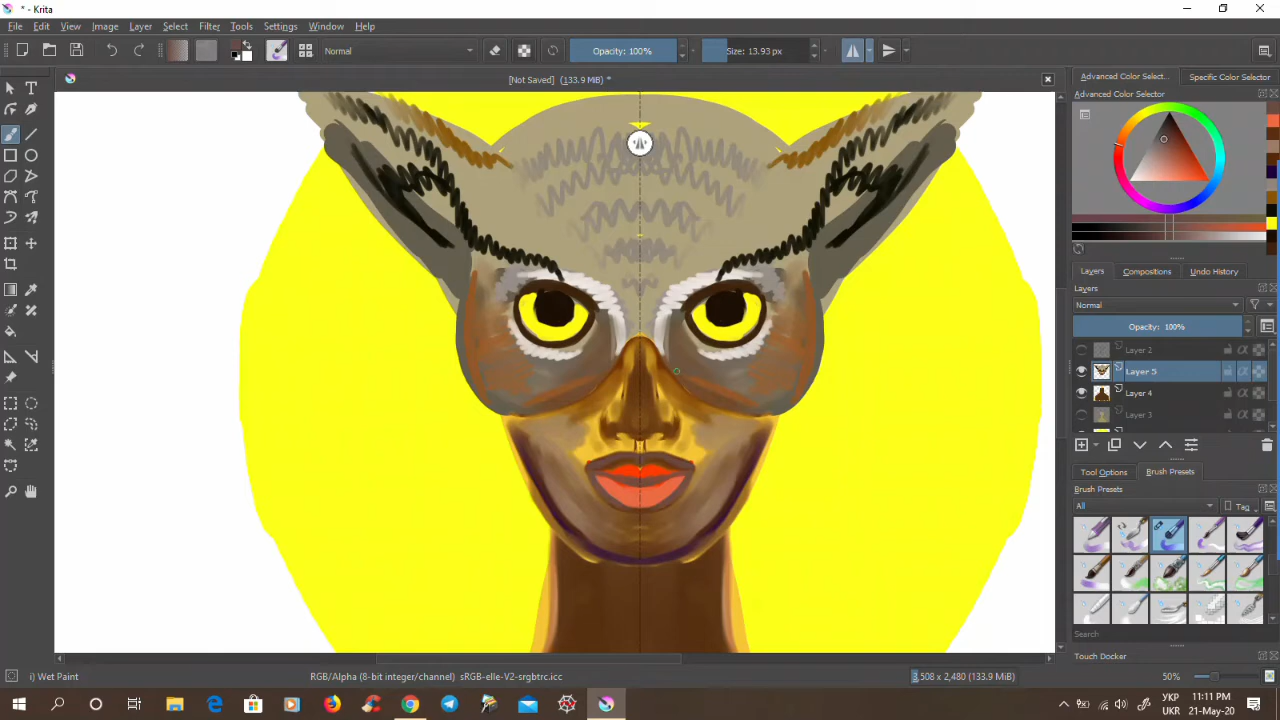 * - Krita
File Edit View Image Layer Select Filter Tools Settings Window Help
Normal Opacity: 100% Size: 13.93 px
[Not Saved] (133.9 MiB) *
Advanced Color Select... Specific Color Selector
Advanced Color Selector
Layers Compositions Undo History
Layers
Normal
Opacity: 100%
Layer 2
Layer 5
Layer 4
Layer 3
Tool Options Brush Presets
Brush Presets
All Tag
Search
Touch Docker
i) Wet Paint RGB/Alpha (8-bit integer/channel) sRGB-elle-V2-srgbtrc.icc 3,508 x 2,480 (133.9 MiB) 50%
УКР 11:11 PM
UKR 21-May-20